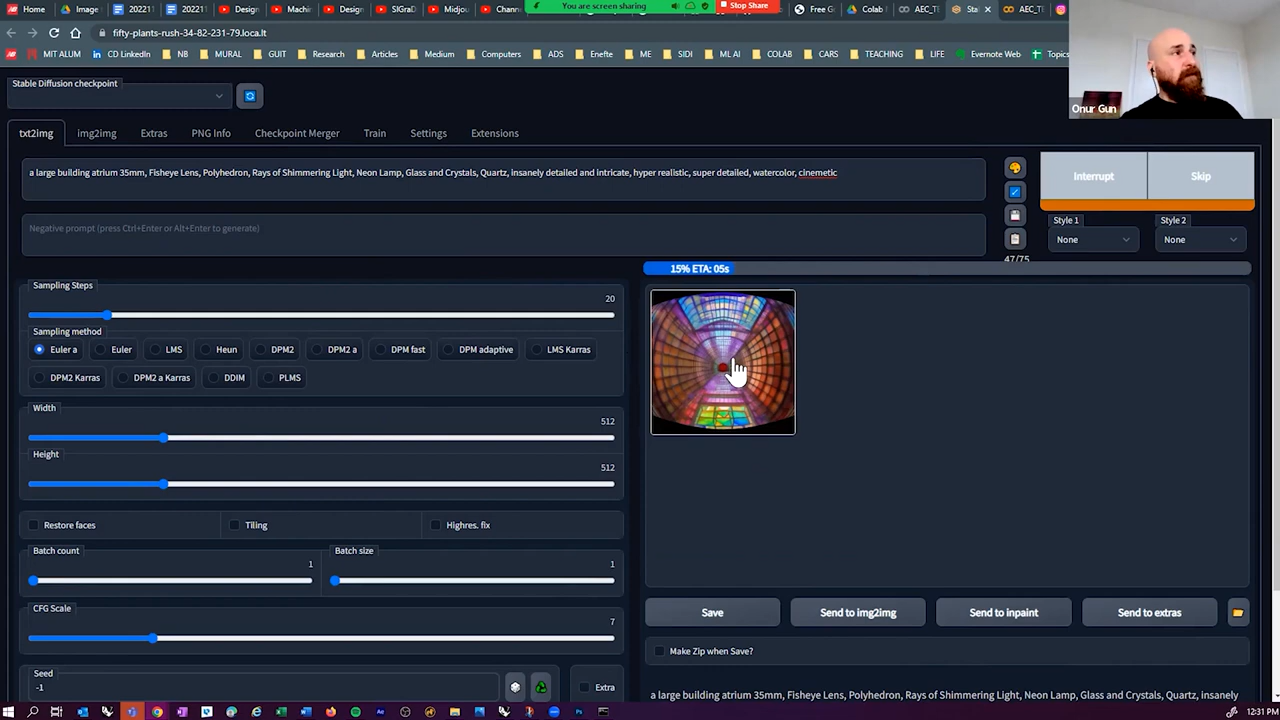 Home
Image
20221
20221
Design
Machi
Design
SIGraD
Midjou
Chann
You are screen sharing
Stop Share
Free G
Colab l
AEC_TI
Sta
AEC_TI
fifty-plants-rush-34-82-231-79.loca.lt
MIT ALUM
CD LinkedIN
NB
MURAL
GUIT
Research
Articles
Medium
Computers
ADS
Enefte
ME
SIDI
ML AI
COLAB
CARS
TEACHING
LIFE
Evernote Web
Topics
Onur Gun
Stable Diffusion checkpoint
txt2img
img2img
Extras
PNG Info
Checkpoint Merger
Train
Settings
Extensions
a large building atrium 35mm, Fisheye Lens, Polyhedron, Rays of Shimmering Light, Neon Lamp, Glass and Crystals, Quartz, insanely detailed and intricate, hyper realistic, super detailed, watercolor, cinemetic
Interrupt
Skip
Negative prompt (press Ctrl+Enter or Alt+Enter to generate)
Style 1
Style 2
None
None
47/75
15% ETA: 05s
Sampling Steps
20
Sampling method
Euler a
Euler
LMS
Heun
DPM2
DPM2 a
DPM fast
DPM adaptive
LMS Karras
DPM2 Karras
DPM2 a Karras
DDIM
PLMS
Width
512
Height
512
Restore faces
Tiling
Highres. fix
Batch count
1
Batch size
1
CFG Scale
7
Seed
-1
Extra
Save
Send to img2img
Send to inpaint
Send to extras
Make Zip when Save?
a large building atrium 35mm, Fisheye Lens, Polyhedron, Rays of Shimmering Light, Neon Lamp, Glass and Crystals, Quartz, insanely
12:31 PM